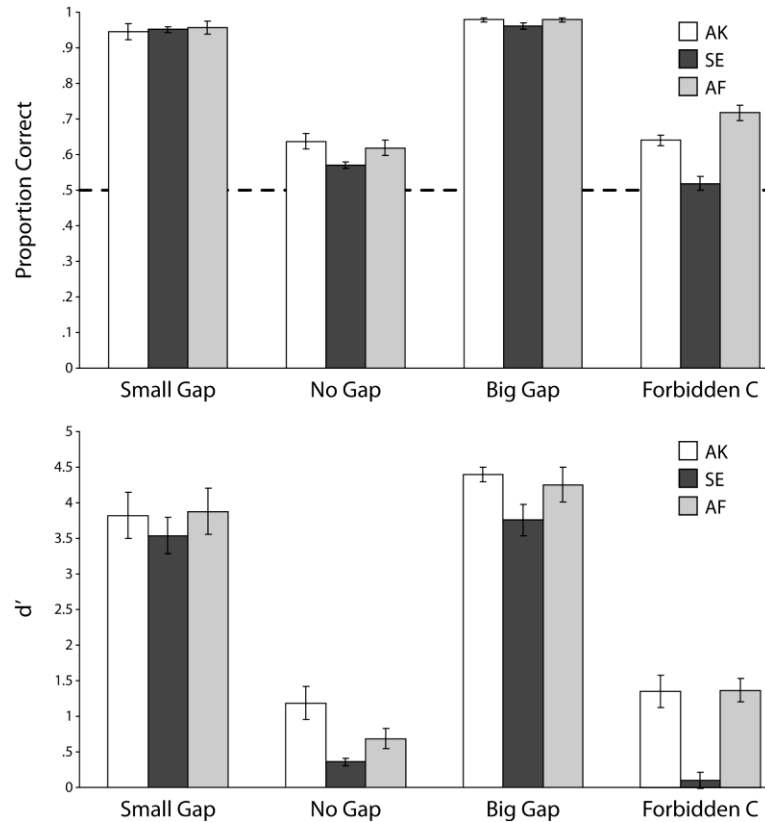 1
.9
.8
.7
.6
.5
.4
.3
.2
.1
0
Proportion Correct
AK
SE
AF
Small Gap No Gap Big Gap Forbidden C
5
4.5
4
3.5
3
2.5
2
1.5
1
.5
0
d'
AK
SE
AF
Small Gap No Gap Big Gap Forbidden C